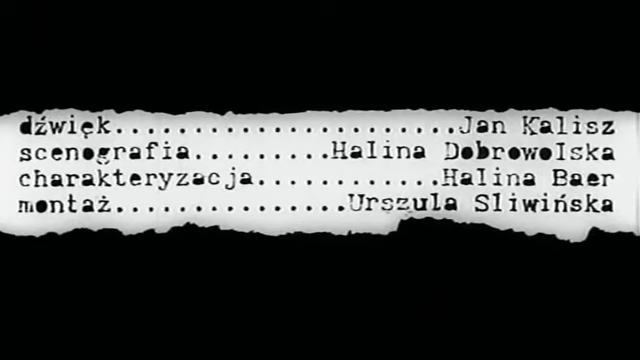 dźwięk......................Jan Kalisz
scenografia.........Halina Dobrowolska
charakteryzacja............Halina Baer
montaż...............Urszula Sliwińska